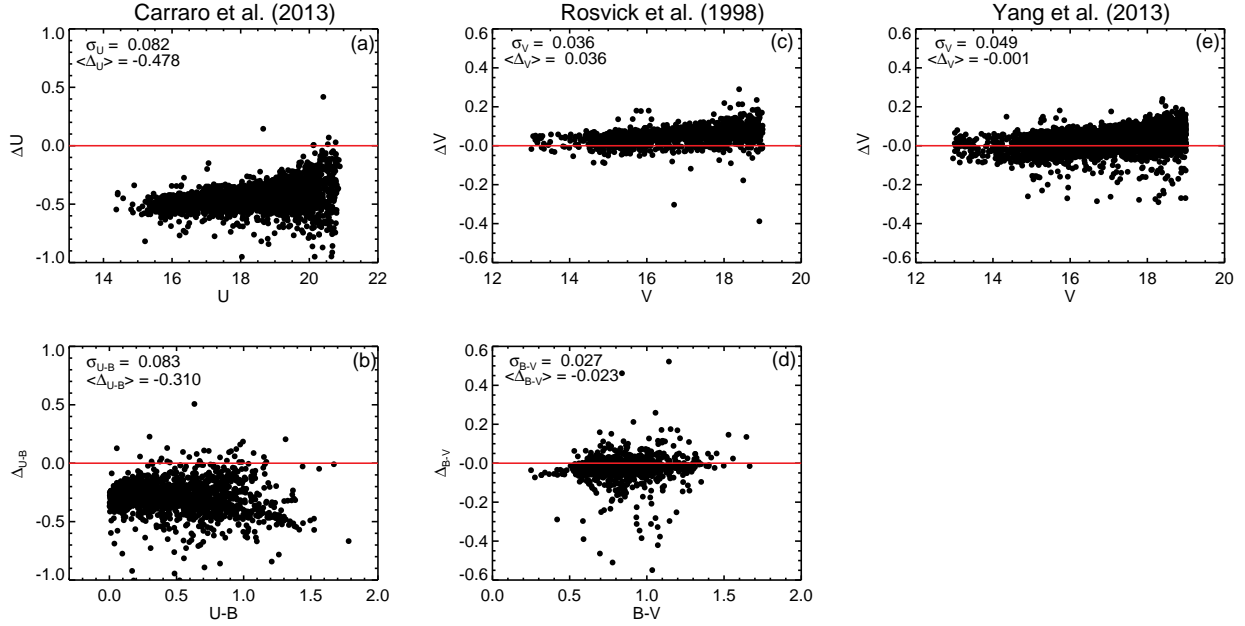 Carraro et al. (2013)
Rosvick et al. (1998)
Yang et al. (2013)
(a)
σU = 0.082
<ΔU> = -0.478
1.0
0.5
0.0
-0.5
-1.0
ΔU
14 16 18 20 22
U
(c)
σV = 0.036
<ΔV> = 0.036
0.6
0.4
0.2
-0.0
-0.2
-0.4
-0.6
ΔV
12 14 16 18 20
V
(e)
σV = 0.049
<ΔV> = -0.001
0.6
0.4
0.2
-0.0
-0.2
-0.4
-0.6
ΔV
12 14 16 18 20
V
(b)
σU-B = 0.083
<ΔU-B> = -0.310
1.0
0.5
0.0
-0.5
-1.0
ΔU-B
0.0 0.5 1.0 1.5 2.0
U-B
(d)
σB-V = 0.027
<ΔB-V> = -0.023
0.6
0.4
0.2
-0.0
-0.2
-0.4
-0.6
ΔB-V
0.0 0.5 1.0 1.5 2.0
B-V